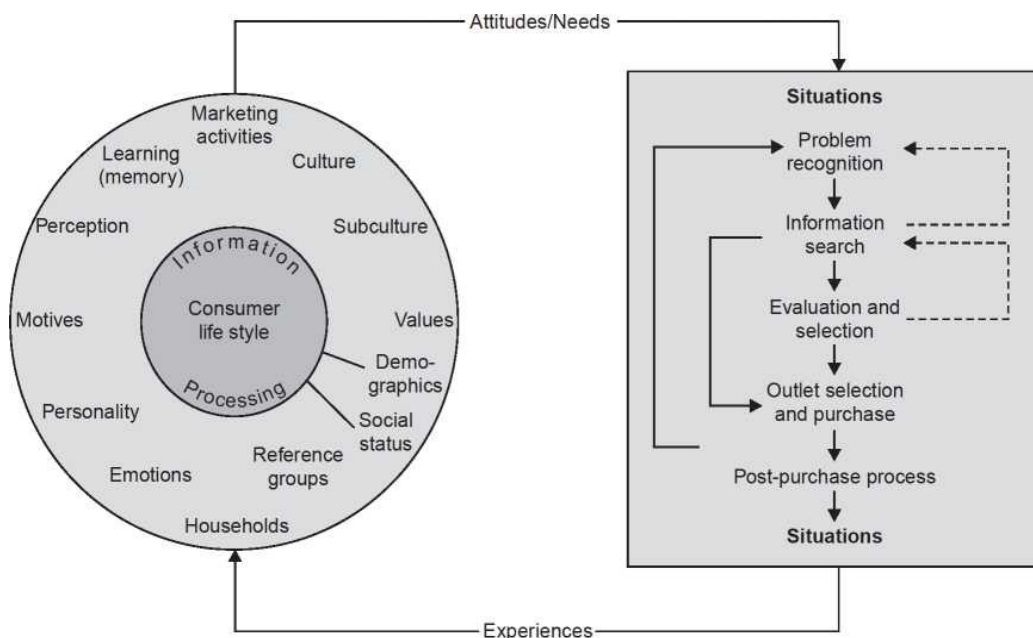 Attitudes/Needs
Marketing
activities
Learning
(memory)
Culture
Perception
Subculture
Information
Consumer
life style
Processing
Motives
Values
Demo-
graphics
Personality
Social
status
Emotions
Reference
groups
Households
Situations
Problem
recognition
Information
search
Evaluation and
selection
Outlet selection
and purchase
Post-purchase process
Situations
Experiences